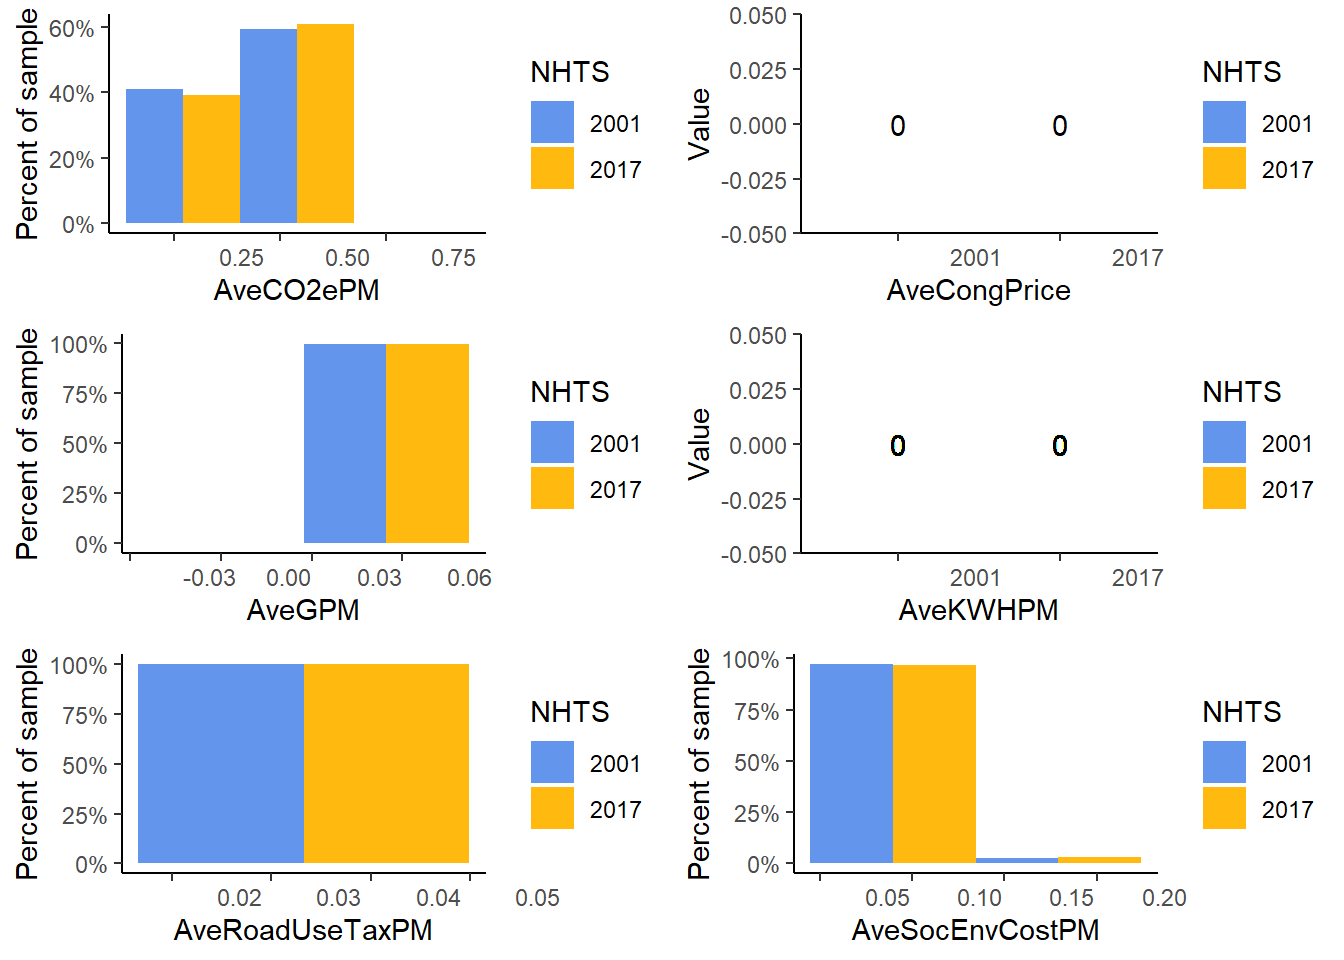 Percent of sample
60%
40%
20%
0%
0.25 0.50 0.75
AveCO2ePM
NHTS
2001
2017
Value
0.050
0.025
0.000
-0.025
-0.050
0 0
2001 2017
AveCongPrice
NHTS
2001
2017
Percent of sample
100%
75%
50%
25%
0%
-0.03 0.00 0.03 0.06
AveGPM
NHTS
2001
2017
Value
0.050
0.025
0.000
-0.025
-0.050
0 0
2001 2017
AveKWHPM
NHTS
2001
2017
Percent of sample
100%
75%
50%
25%
0%
0.02 0.03 0.04 0.05
AveRoadUseTaxPM
NHTS
2001
2017
Percent of sample
100%
75%
50%
25%
0%
0.05 0.10 0.15 0.20
AveSocEnvCostPM
NHTS
2001
2017